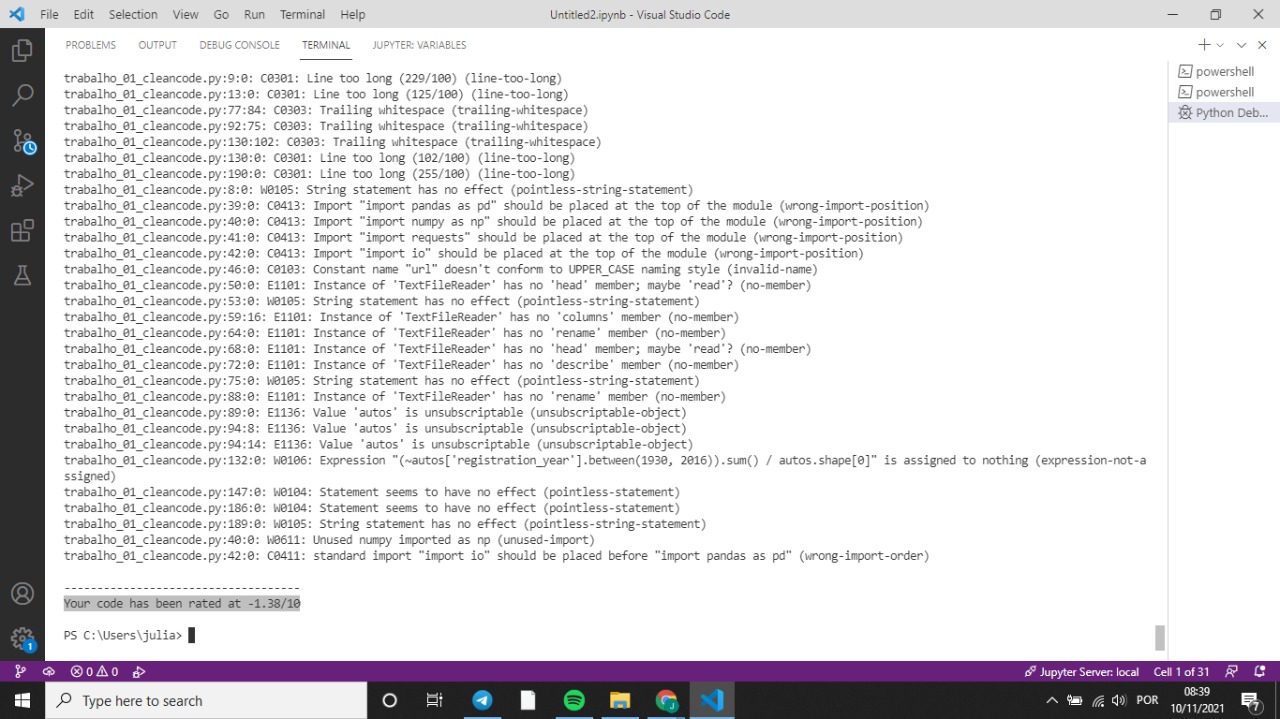 File Edit Selection View Go Run Terminal Help Untitled2.ipynb - Visual Studio Code
PROBLEMS OUTPUT DEBUG CONSOLE TERMINAL JUPYTER: VARIABLES
trabalho_01_cleancode.py:9:0: C0301: Line too long (229/100) (line-too-long)
trabalho_01_cleancode.py:13:0: C0301: Line too long (125/100) (line-too-long)
trabalho_01_cleancode.py:77:84: C0303: Trailing whitespace (trailing-whitespace)
trabalho_01_cleancode.py:92:75: C0303: Trailing whitespace (trailing-whitespace)
trabalho_01_cleancode.py:130:102: C0303: Trailing whitespace (trailing-whitespace)
trabalho_01_cleancode.py:130:0: C0301: Line too long (102/100) (line-too-long)
trabalho_01_cleancode.py:190:0: C0301: Line too long (255/100) (line-too-long)
trabalho_01_cleancode.py:8:0: W0105: String statement has no effect (pointless-string-statement)
trabalho_01_cleancode.py:39:0: C0413: Import "import pandas as pd" should be placed at the top of the module (wrong-import-position)
trabalho_01_cleancode.py:40:0: C0413: Import "import numpy as np" should be placed at the top of the module (wrong-import-position)
trabalho_01_cleancode.py:41:0: C0413: Import "import requests" should be placed at the top of the module (wrong-import-position)
trabalho_01_cleancode.py:42:0: C0413: Import "import io" should be placed at the top of the module (wrong-import-position)
trabalho_01_cleancode.py:46:0: C0103: Constant name "url" doesn't conform to UPPER_CASE naming style (invalid-name)
trabalho_01_cleancode.py:50:0: E1101: Instance of 'TextFileReader' has no 'head' member; maybe 'read'? (no-member)
trabalho_01_cleancode.py:53:0: W0105: String statement has no effect (pointless-string-statement)
trabalho_01_cleancode.py:59:16: E1101: Instance of 'TextFileReader' has no 'columns' member (no-member)
trabalho_01_cleancode.py:64:0: E1101: Instance of 'TextFileReader' has no 'rename' member (no-member)
trabalho_01_cleancode.py:68:0: E1101: Instance of 'TextFileReader' has no 'head' member; maybe 'read'? (no-member)
trabalho_01_cleancode.py:72:0: E1101: Instance of 'TextFileReader' has no 'describe' member (no-member)
trabalho_01_cleancode.py:75:0: W0105: String statement has no effect (pointless-string-statement)
trabalho_01_cleancode.py:88:0: E1101: Instance of 'TextFileReader' has no 'rename' member (no-member)
trabalho_01_cleancode.py:89:0: E1136: Value 'autos' is unsubscriptable (unsubscriptable-object)
trabalho_01_cleancode.py:94:8: E1136: Value 'autos' is unsubscriptable (unsubscriptable-object)
trabalho_01_cleancode.py:94:14: E1136: Value 'autos' is unsubscriptable (unsubscriptable-object)
trabalho_01_cleancode.py:132:0: W0106: Expression "(~autos['registration_year'].between(1930, 2016)).sum() / autos.shape[0]" is assigned to nothing (expression-not-a
ssigned)
trabalho_01_cleancode.py:147:0: W0104: Statement seems to have no effect (pointless-statement)
trabalho_01_cleancode.py:186:0: W0104: Statement seems to have no effect (pointless-statement)
trabalho_01_cleancode.py:189:0: W0105: String statement has no effect (pointless-string-statement)
trabalho_01_cleancode.py:40:0: W0611: Unused numpy imported as np (unused-import)
trabalho_01_cleancode.py:42:0: C0411: standard import "import io" should be placed before "import pandas as pd" (wrong-import-order)
-----------------------------------
Your code has been rated at -1.38/10
PS C:\Users\julia>
powershell
powershell
Python Deb...
1
0 0 Jupyter Server: local Cell 1 of 31
Type here to search
J
POR
08:39
10/11/2021
7